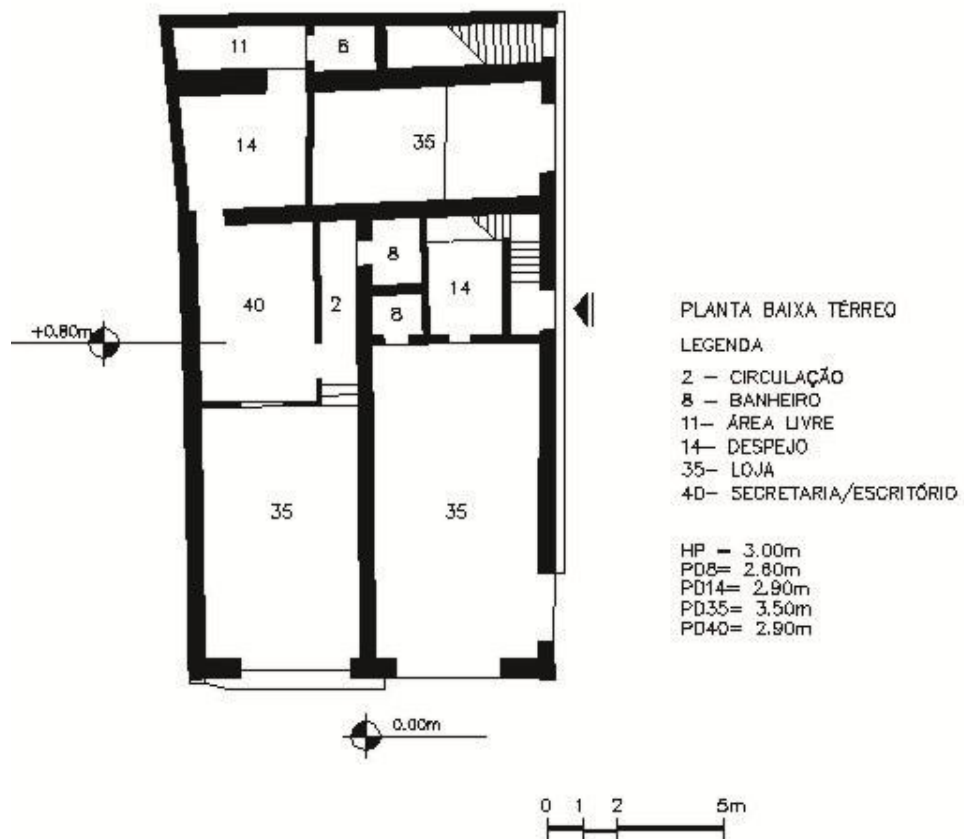 11
8
14
35
40
2
8
14
8
+0.80m
35
35
0.00m
PLANTA BAIXA TÉRREO
LEGENDA
2 – CIRCULAÇÃO
8 – BANHEIRO
11– ÁREA LIVRE
14– DESPEJO
35– LOJA
40– SECRETARIA/ESCRITÓRIO
HP = 3.00m
PD8= 2.60m
PD14= 2.90m
PD35= 3.50m
PD40= 2.90m
0 1 2 5m